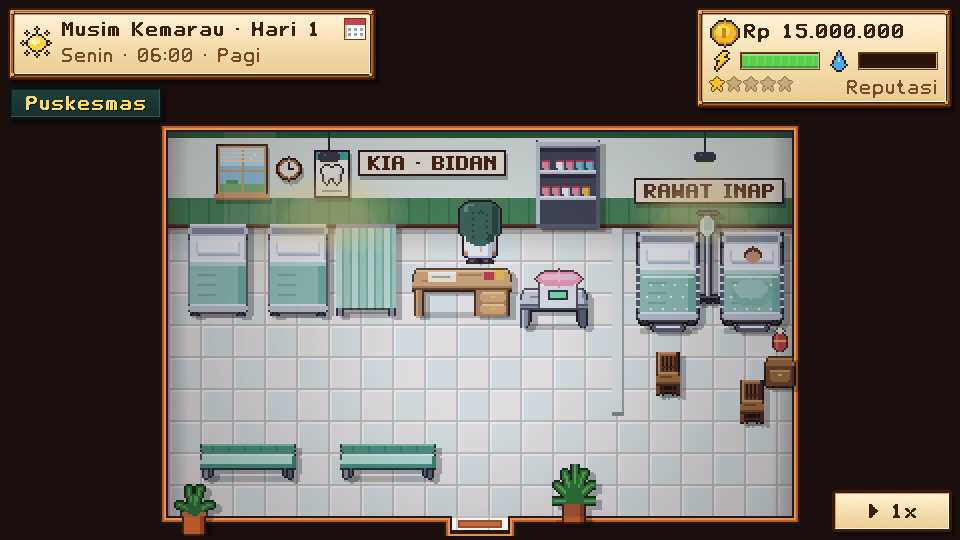 Musim Kemarau · Hari 1
Senin · 06:00 · Pagi
Rp 15.000.000
Reputasi
Puskesmas
KIA · BIDAN
RAWAT INAP
1x